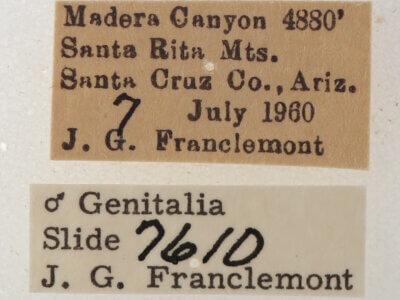 Madera Canyon 4880'
Santa Rita Mts.
Santa Cruz Co., Ariz.
7 July 1960
J. G. Franclemont
♂ Genitalia
Slide 7610
J. G. Franclemont